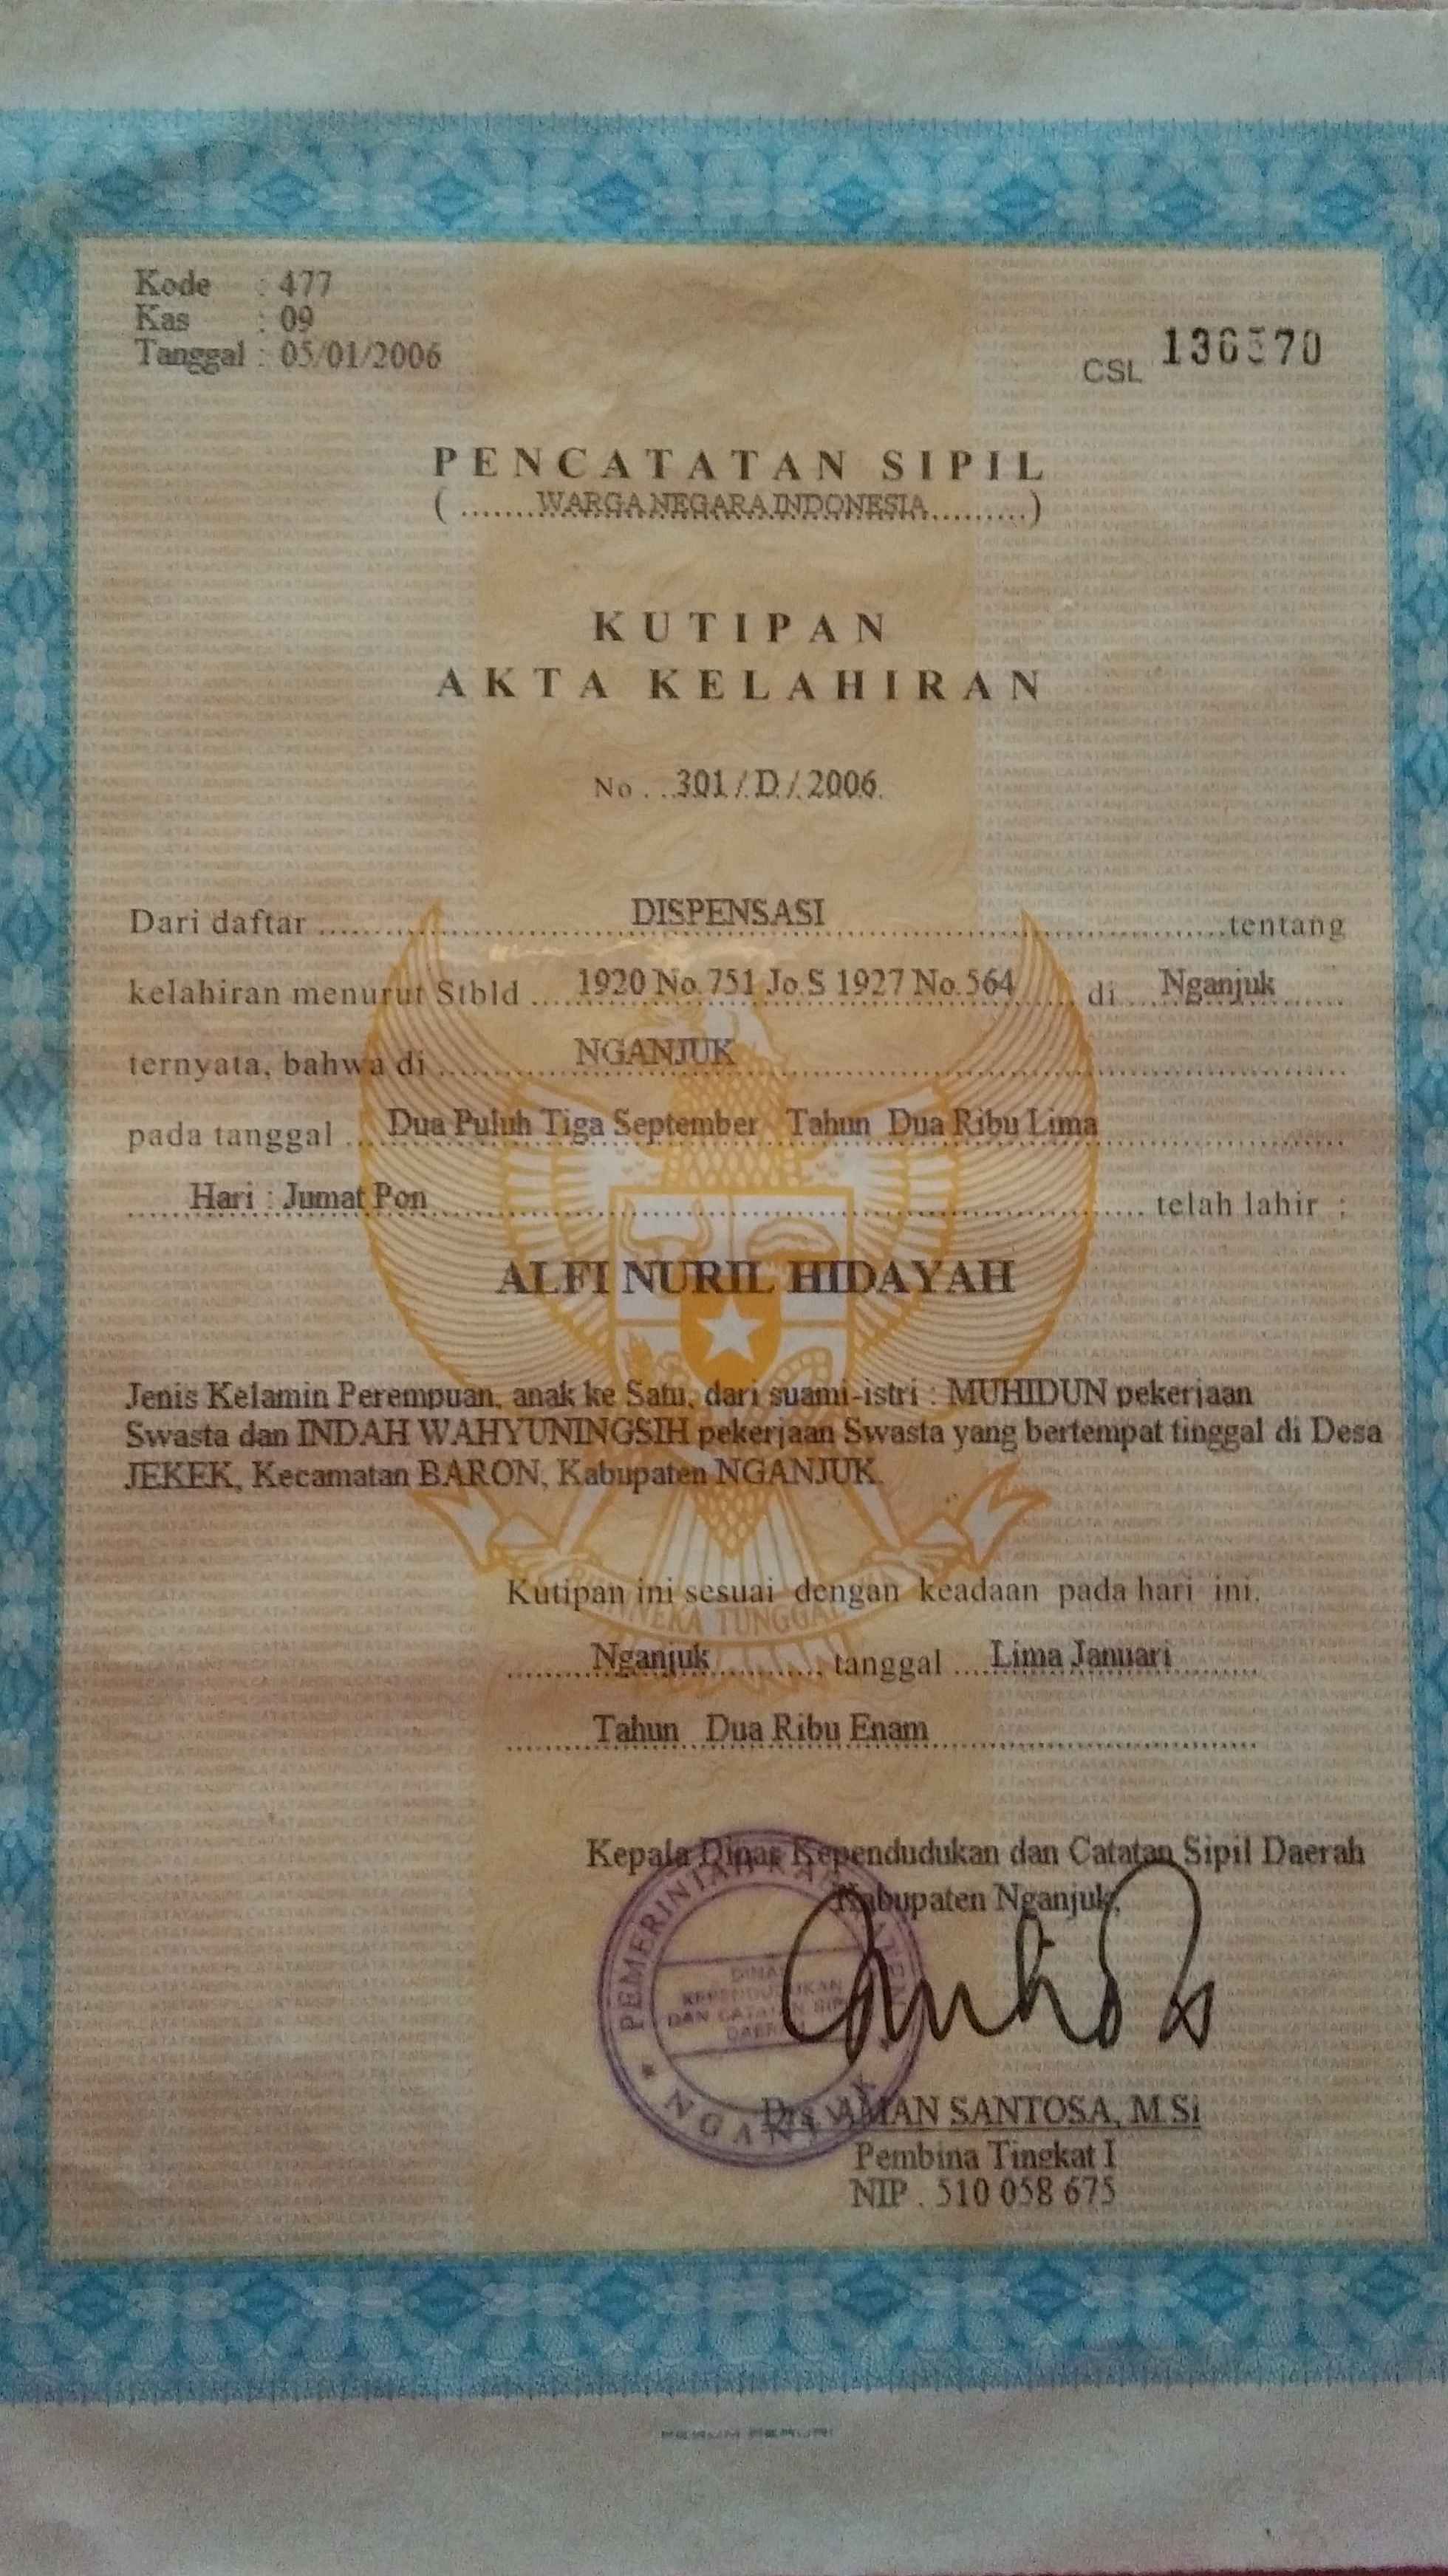 Kode : 477
Kas : 09
Tanggal : 05/01/2006
CSL
PENCATATAN SIPIL
( .......WARGA NEGARA INDONESIA.........)
KUTIPAN
AKTA KELAHIRAN
No . . .301 / D / 2006.
Dari daftar ........ DISPENSASI ........ tentang
kelahiran menurut Stbld .... 1920 No.751 Jo.S 1927 No.564 ..... di .... Nganjuk ......
ternyata, bahwa di ........ NGANJUK ........
pada tanggal .... Dua Puluh Tiga September Tahun Dua Ribu Lima ........
...... Hari : Jumat Pon ........ telah lahir :
ALFI NURIL HIDAYAH
Jenis Kelamin Perempuan, anak ke Satu, dari suami-istri : MUHIDUN pekerjaan
Swasta dan INDAH WAHYUNINGSIH pekerjaan Swasta yang bertempat tinggal di Desa
JEKEK, Kecamatan BARON, Kabupaten NGANJUK.
Kutipan ini sesuai dengan keadaan pada hari ini.
........ Nganjuk ........, tanggal .... Lima Januari ........
........ Tahun Dua Ribu Enam ........
Kepala Dinas Kependudukan dan Catatan Sipil Daerah
Kabupaten Nganjuk,
PEMERINTAH KABUPATEN
DINAS
KEPENDUDUKAN
DAN CATATAN SIPIL
DAERAH
NGANJUK
Drs. AMAN SANTOSA, M.Si
Pembina Tingkat I
NIP . 510 058 675
PERUM PERURI